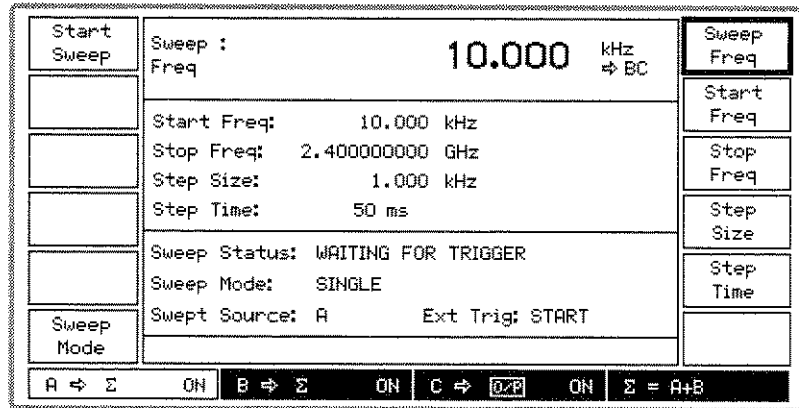 Start
Sweep
Sweep :
Freq
10.000 kHz
⇨ BC
Start Freq: 10.000 kHz
Stop Freq: 2.400000000 GHz
Step Size: 1.000 kHz
Step Time: 50 ms
Sweep Status: WAITING FOR TRIGGER
Sweep Mode: SINGLE
Swept Source: A Ext Trig: START
Sweep
Mode
Sweep
Freq
Start
Freq
Stop
Freq
Step
Size
Step
Time
A ⇨ Σ ON B ⇨ Σ ON C ⇨ O/P ON Σ = A+B